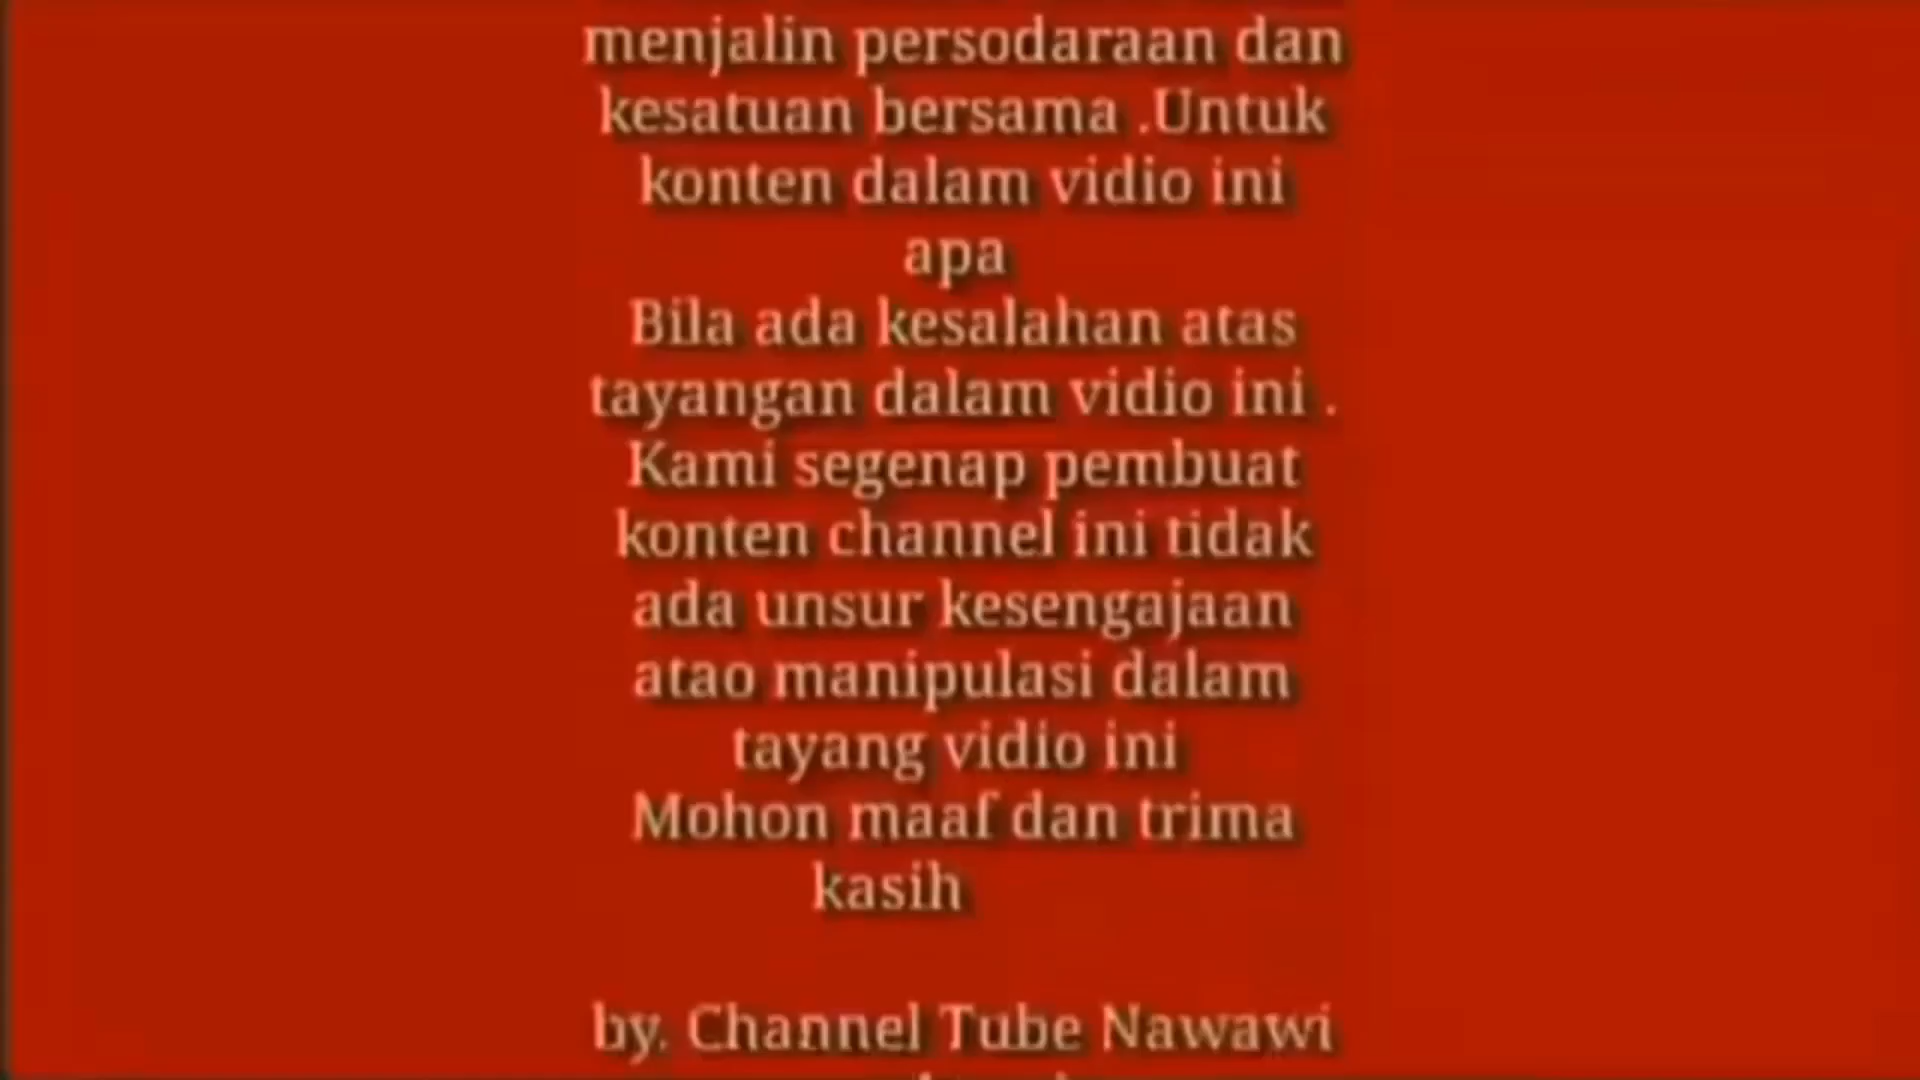 menjalin persodaraan dan
kesatuan bersama .Untuk
konten dalam vidio ini
apa
Bila ada kesalahan atas
tayangan dalam vidio ini .
Kami segenap pembuat
konten channel ini tidak
ada unsur kesengajaan
atao manipulasi dalam
tayang vidio ini
Mohon maaf dan trima
kasih
by. Channel Tube Nawawi